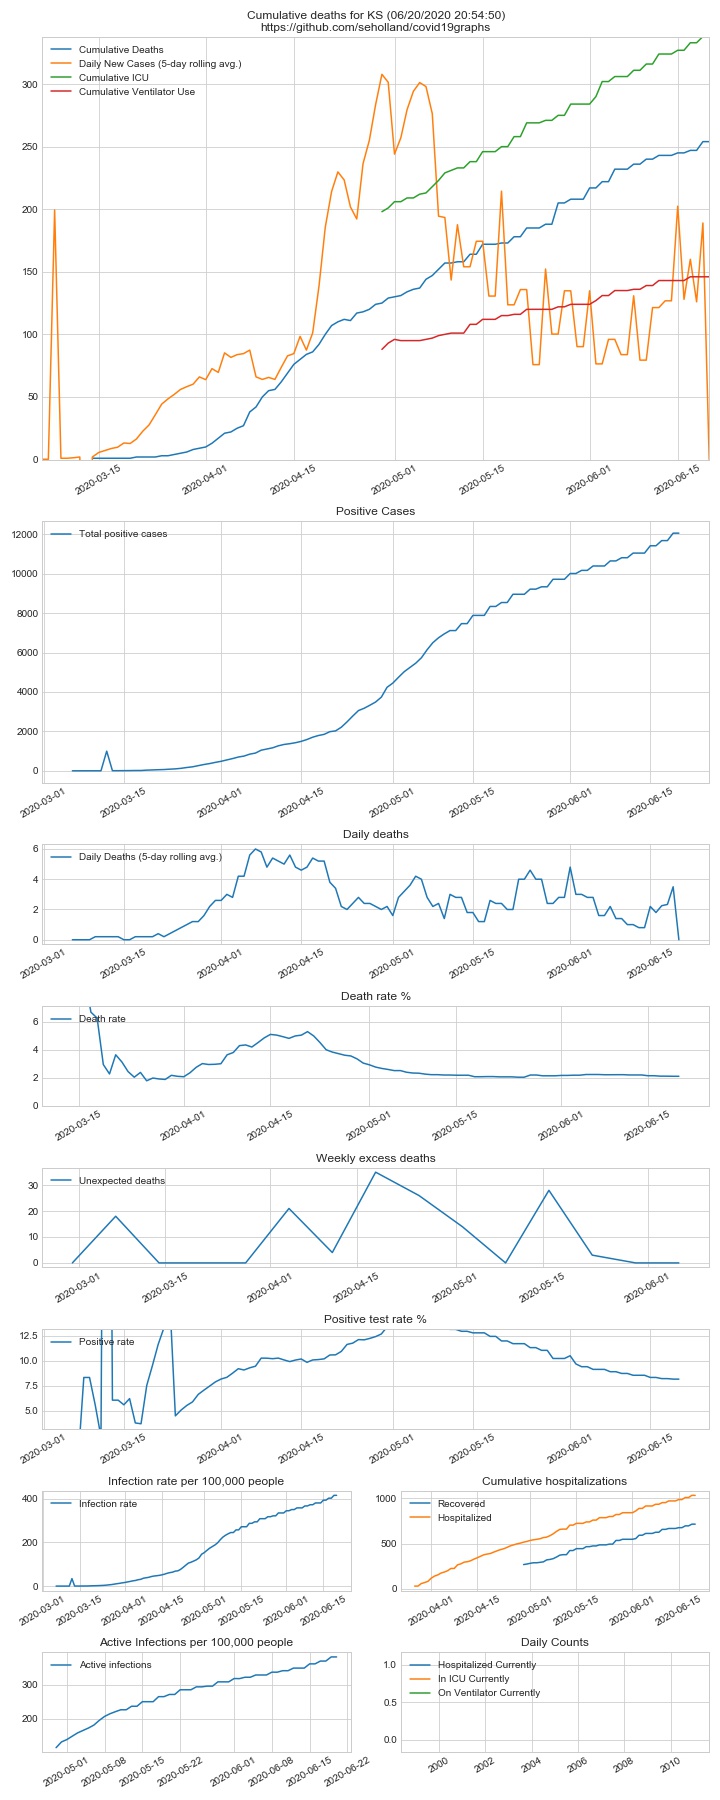 Cumulative deaths for KS (06/20/2020 20:54:50)
https://github.com/seholland/covid19graphs
Cumulative Deaths
Daily New Cases (5-day rolling avg.)
Cumulative ICU
Cumulative Ventilator Use
300
250
200
150
100
50
0
2020-03-15 2020-04-01 2020-04-15 2020-05-01 2020-05-15 2020-06-01 2020-06-15
Positive Cases
Total positive cases
12000
10000
8000
6000
4000
2000
0
2020-03-01 2020-03-15 2020-04-01 2020-04-15 2020-05-01 2020-05-15 2020-06-01 2020-06-15
Daily deaths
Daily Deaths (5-day rolling avg.)
6
4
2
0
2020-03-01 2020-03-15 2020-04-01 2020-04-15 2020-05-01 2020-05-15 2020-06-01 2020-06-15
Death rate %
Death rate
6
4
2
0
2020-03-15 2020-04-01 2020-04-15 2020-05-01 2020-05-15 2020-06-01 2020-06-15
Weekly excess deaths
Unexpected deaths
30
20
10
0
2020-03-01 2020-03-15 2020-04-01 2020-04-15 2020-05-01 2020-05-15 2020-06-01
Positive test rate %
Positive rate
12.5
10.0
7.5
5.0
2020-03-01 2020-03-15 2020-04-01 2020-04-15 2020-05-01 2020-05-15 2020-06-01 2020-06-15
Infection rate per 100,000 people
Infection rate
400
200
0
2020-03-01 2020-03-15 2020-04-01 2020-04-15 2020-05-01 2020-05-15 2020-06-01 2020-06-15
Cumulative hospitalizations
Recovered
Hospitalized
1000
500
0
2020-04-01 2020-04-15 2020-05-01 2020-05-15 2020-06-01 2020-06-15
Active Infections per 100,000 people
Active infections
300
200
2020-05-01 2020-05-08 2020-05-15 2020-05-22 2020-06-01 2020-06-08 2020-06-15 2020-06-22
Daily Counts
Hospitalized Currently
In ICU Currently
On Ventilator Currently
1.0
0.5
0.0
2000 2002 2004 2006 2008 2010